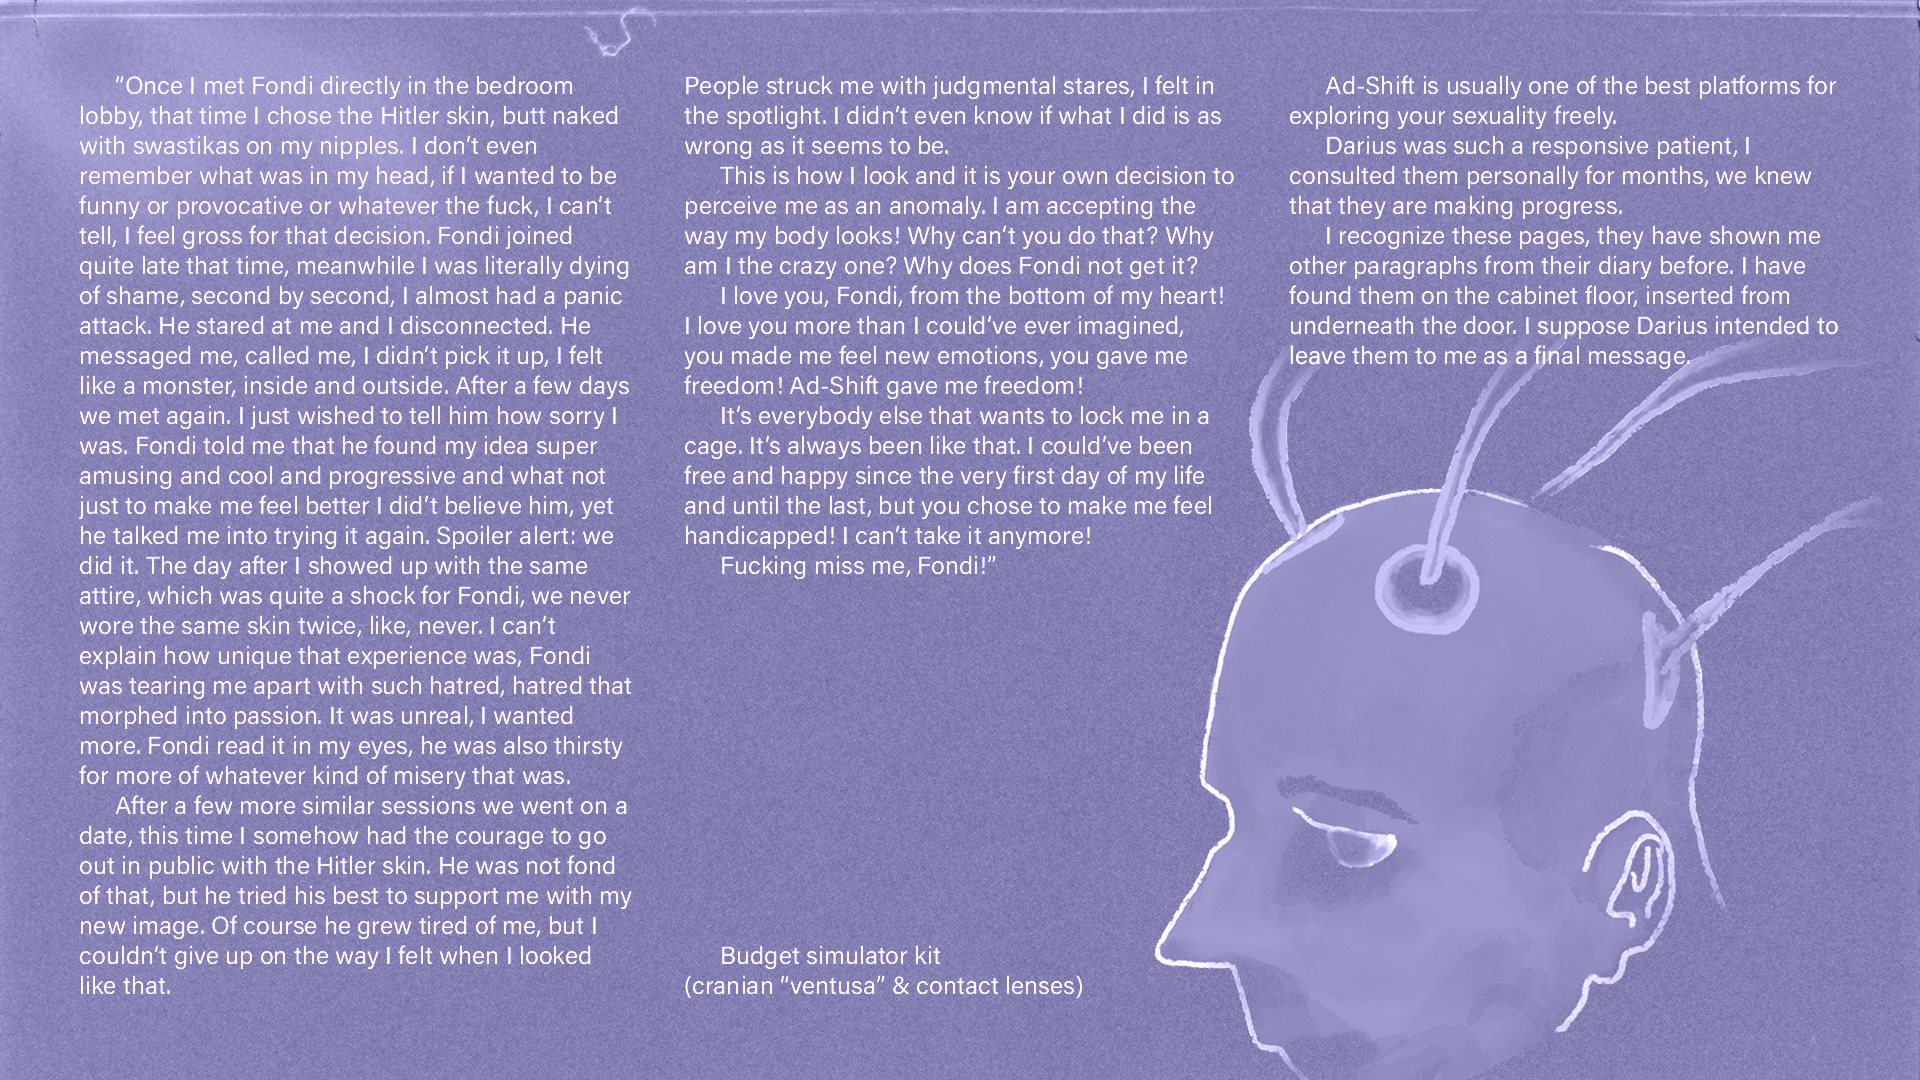 “Once I met Fondi directly in the bedroom
lobby, that time I chose the Hitler skin, butt naked
with swastikas on my nipples. I don’t even
remember what was in my head, if I wanted to be
funny or provocative or whatever the fuck, I can’t
tell, I feel gross for that decision. Fondi joined
quite late that time, meanwhile I was literally dying
of shame, second by second, I almost had a panic
attack. He stared at me and I disconnected. He
messaged me, called me, I didn’t pick it up, I felt
like a monster, inside and outside. After a few days
we met again. I just wished to tell him how sorry I
was. Fondi told me that he found my idea super
amusing and cool and progressive and what not
just to make me feel better I did’t believe him, yet
he talked me into trying it again. Spoiler alert: we
did it. The day after I showed up with the same
attire, which was quite a shock for Fondi, we never
wore the same skin twice, like, never. I can’t
explain how unique that experience was, Fondi
was tearing me apart with such hatred, hatred that
morphed into passion. It was unreal, I wanted
more. Fondi read it in my eyes, he was also thirsty
for more of whatever kind of misery that was.
After a few more similar sessions we went on a
date, this time I somehow had the courage to go
out in public with the Hitler skin. He was not fond
of that, but he tried his best to support me with my
new image. Of course he grew tired of me, but I
couldn’t give up on the way I felt when I looked
like that.
People struck me with judgmental stares, I felt in
the spotlight. I didn’t even know if what I did is as
wrong as it seems to be.
This is how I look and it is your own decision to
perceive me as an anomaly. I am accepting the
way my body looks! Why can’t you do that? Why
am I the crazy one? Why does Fondi not get it?
I love you, Fondi, from the bottom of my heart!
I love you more than I could’ve ever imagined,
you made me feel new emotions, you gave me
freedom! Ad-Shift gave me freedom!
It’s everybody else that wants to lock me in a
cage. It’s always been like that. I could’ve been
free and happy since the very first day of my life
and until the last, but you chose to make me feel
handicapped! I can’t take it anymore!
Fucking miss me, Fondi!”
Budget simulator kit
(cranian “ventusa” & contact lenses)
Ad-Shift is usually one of the best platforms for
exploring your sexuality freely.
Darius was such a responsive patient, I
consulted them personally for months, we knew
that they are making progress.
I recognize these pages, they have shown me
other paragraphs from their diary before. I have
found them on the cabinet floor, inserted from
underneath the door. I suppose Darius intended to
leave them to me as a final message.